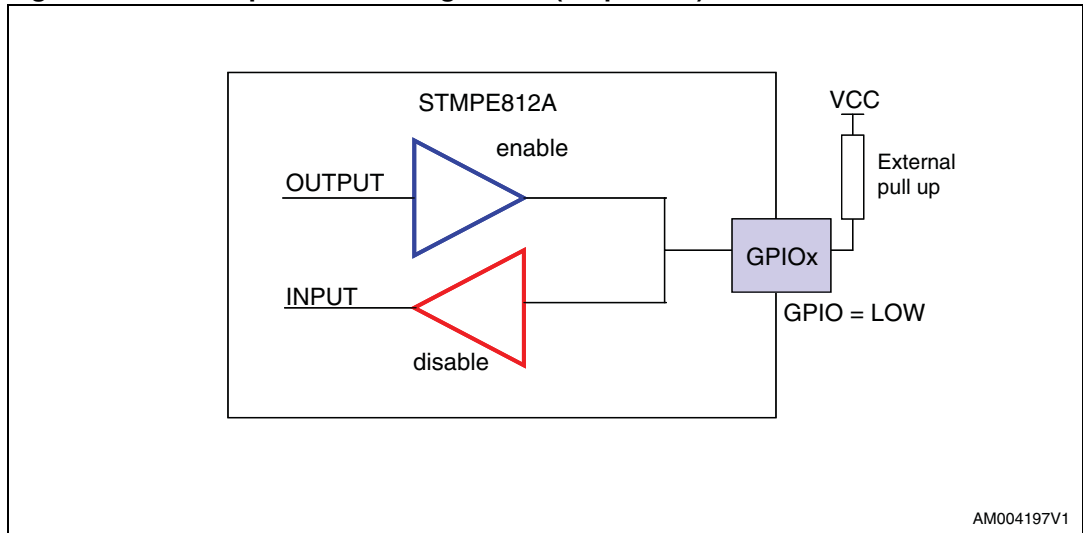 STMPE812A
VCC
enable
External
pull up
OUTPUT
GPIOx
INPUT
GPIO = LOW
disable
AM004197V1